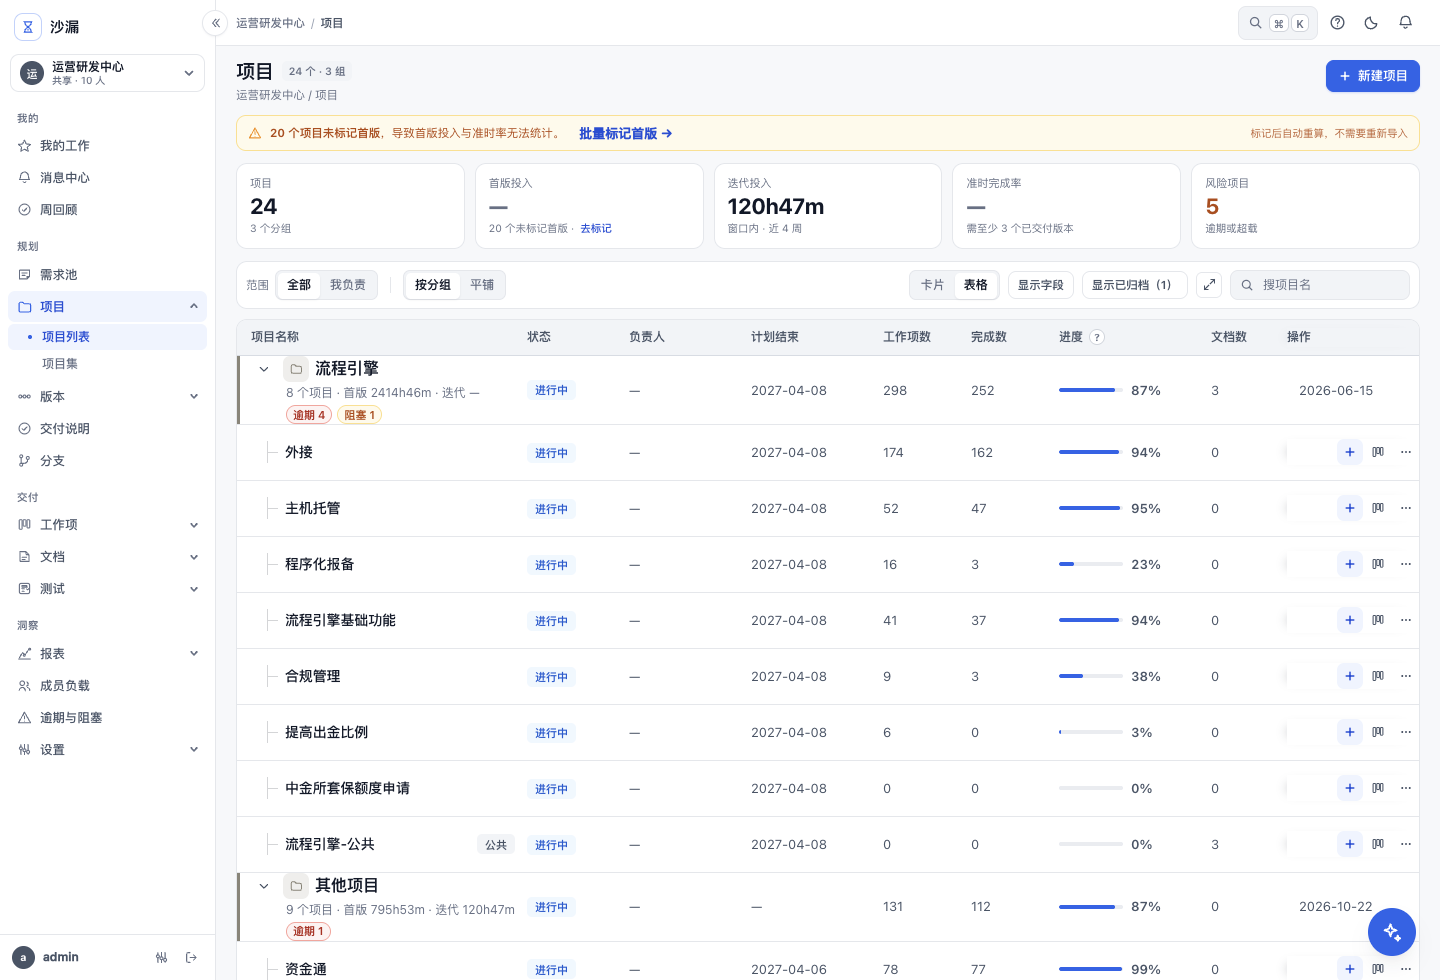 沙漏
运营研发中心 / 项目
⌘ K
运
运营研发中心
共享 · 10 人
我的
我的工作
消息中心
周回顾
规划
需求池
项目
项目列表
项目集
版本
交付说明
分支
交付
工作项
文档
测试
洞察
报表
成员负载
逾期与阻塞
设置
a admin
项目 24 个 · 3 组
运营研发中心 / 项目
+ 新建项目
20 个项目未标记首版，导致首版投入与准时率无法统计。 批量标记首版 → 标记后自动重算，不需要重新导入
项目
24
3 个分组
首版投入
—
20 个未标记首版 · 去标记
迭代投入
120h47m
窗口内 · 近 4 周
准时完成率
—
需至少 3 个已交付版本
风险项目
5
逾期或超载
范围 全部 我负责 按分组 平铺 卡片 表格 显示字段 显示已归档（1） 搜项目名
项目名称 状态 负责人 计划结束 工作项数 完成数 进度 ? 文档数 操作
流程引擎
8 个项目 · 首版 2414h46m · 迭代 —
逾期 4 阻塞 1
进行中 — 2027-04-08 298 252 87% 3 2026-06-15
外接 进行中 — 2027-04-08 174 162 94% 0 +
主机托管 进行中 — 2027-04-08 52 47 95% 0 +
程序化报备 进行中 — 2027-04-08 16 3 23% 0 +
流程引擎基础功能 进行中 — 2027-04-08 41 37 94% 0 +
合规管理 进行中 — 2027-04-08 9 3 38% 0 +
提高出金比例 进行中 — 2027-04-08 6 0 3% 0 +
中金所套保额度申请 进行中 — 2027-04-08 0 0 0% 0 +
流程引擎-公共 公共 进行中 — 2027-04-08 0 0 0% 3 +
其他项目
9 个项目 · 首版 795h53m · 迭代 120h47m
逾期 1
进行中 — — 131 112 87% 0 2026-10-22
资金通 进行中 — 2027-04-06 78 77 99% 0 +